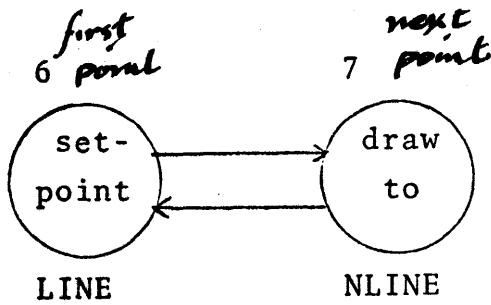 first
6 point
set-
point
LINE
next
7 point
draw
to
NLINE